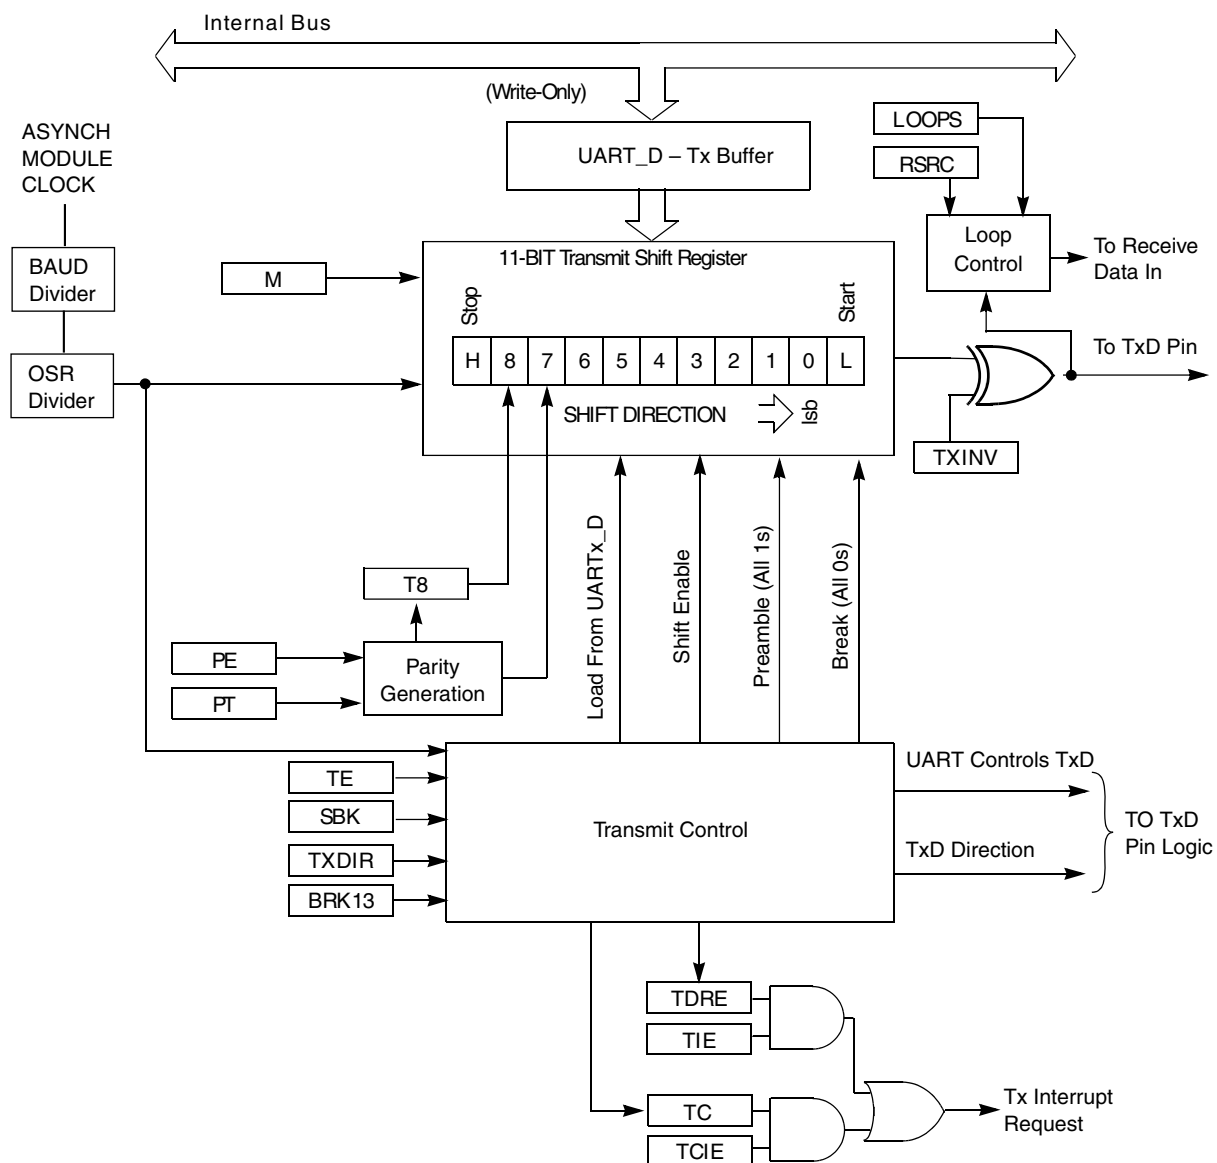 Internal Bus
(Write-Only)
LOOPS
ASYNCH
MODULE
CLOCK
UART_D – Tx Buffer
RSRC
Loop
Control
To Receive
Data In
BAUD
Divider
M
11-BIT Transmit Shift Register
Stop
Start
H 8 7 6 5 4 3 2 1 0 L
To TxD Pin
OSR
Divider
SHIFT DIRECTION
lsb
TXINV
Load From UARTx_D
Shift Enable
Preamble (All 1s)
Break (All 0s)
T8
PE
PT
Parity
Generation
TE
SBK
TXDIR
BRK13
Transmit Control
UART Controls TxD
TxD Direction
TO TxD
Pin Logic
TDRE
TIE
TC
TCIE
Tx Interrupt
Request